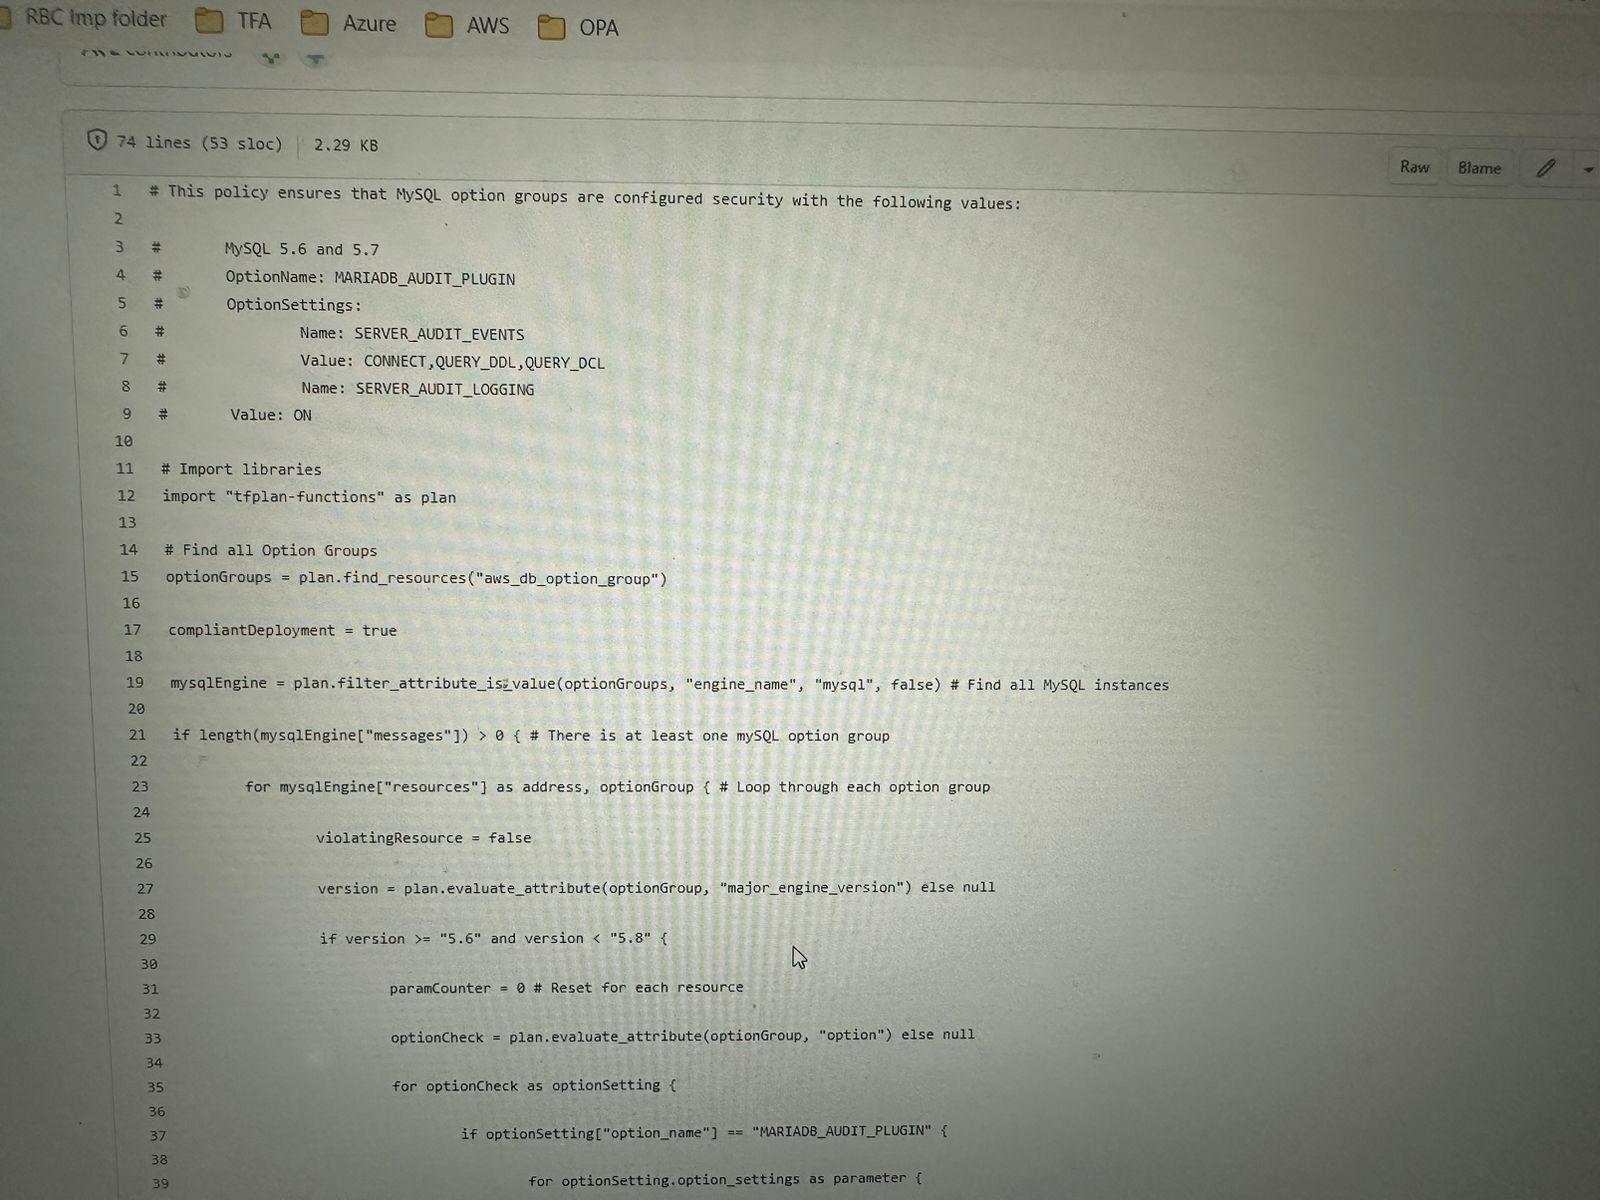 RBC Imp folder TFA Azure AWS OPA
contributors
74 lines (53 sloc) 2.29 KB
Raw Blame
1 # This policy ensures that MySQL option groups are configured security with the following values:
2
3 # MySQL 5.6 and 5.7
4 # OptionName: MARIADB_AUDIT_PLUGIN
5 # OptionSettings:
6 # Name: SERVER_AUDIT_EVENTS
7 # Value: CONNECT,QUERY_DDL,QUERY_DCL
8 # Name: SERVER_AUDIT_LOGGING
9 # Value: ON
10
11 # Import libraries
12 import "tfplan-functions" as plan
13
14 # Find all Option Groups
15 optionGroups = plan.find_resources("aws_db_option_group")
16
17 compliantDeployment = true
18
19 mysqlEngine = plan.filter_attribute_is_value(optionGroups, "engine_name", "mysql", false) # Find all MySQL instances
20
21 if length(mysqlEngine["messages"]) > 0 { # There is at least one mySQL option group
22
23 for mysqlEngine["resources"] as address, optionGroup { # Loop through each option group
24
25 violatingResource = false
26
27 version = plan.evaluate_attribute(optionGroup, "major_engine_version") else null
28
29 if version >= "5.6" and version < "5.8" {
30
31 paramCounter = 0 # Reset for each resource
32
33 optionCheck = plan.evaluate_attribute(optionGroup, "option") else null
34
35 for optionCheck as optionSetting {
36
37 if optionSetting["option_name"] == "MARIADB_AUDIT_PLUGIN" {
38
39 for optionSetting.option_settings as parameter {